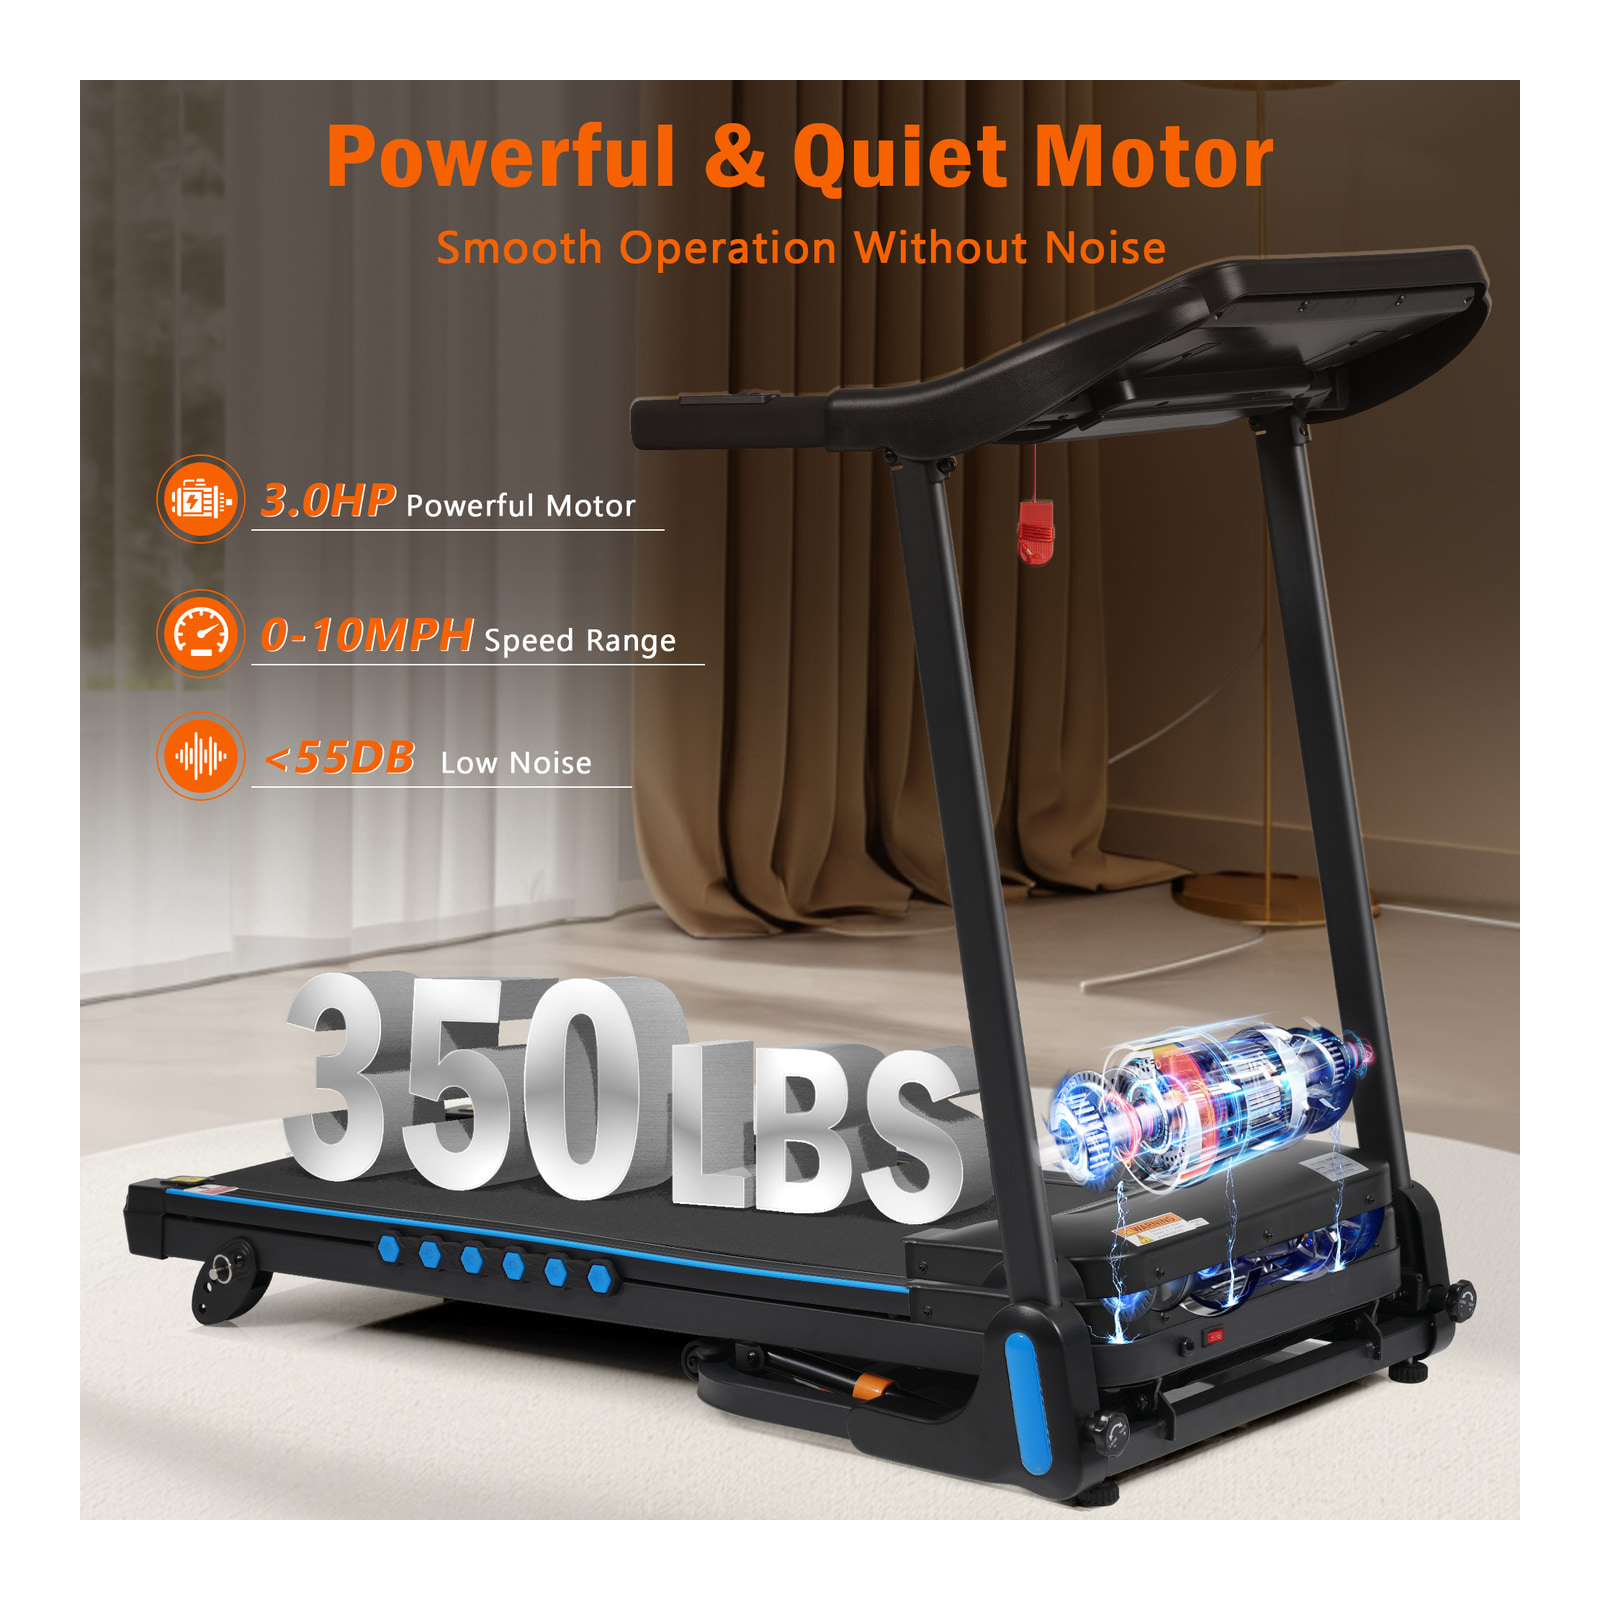 Powerful & Quiet Motor
Smooth Operation Without Noise
3.0HP Powerful Motor
0-10MPH Speed Range
<55DB Low Noise
350LBS
WARNING